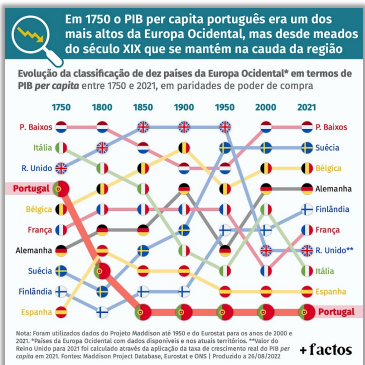 Em 1750 o PIB per capita português era um dos
mais altos da Europa Ocidental, mas desde meados
do século XIX que se mantém na cauda da região
Evolução da classificação de dez países da Europa Ocidental* em termos de
PIB per capita entre 1750 e 2021, em paridades de poder de compra
1750 1800 1850 1900 1950 2000 2021
P. Baixos P. Baixos
Itália Suécia
R. Unido Bélgica
Portugal Alemanha
Bélgica Finlândia
França França
Alemanha R. Unido**
Suécia Itália
Finlândia Espanha
Espanha Portugal
Nota: Foram utilizados dados do Projeto Maddison até 1950 e do Eurostat para os anos de 2000 e
2021. *Países da Europa Ocidental com dados disponíveis e nos atuais territórios. **Valor do
Reino Unido para 2021 foi calculado através da aplicação da taxa de crescimento real do PIB per
capita em 2021. Fontes: Maddison Project Database, Eurostat e ONS | Produzido a 26/08/2022
+ factos